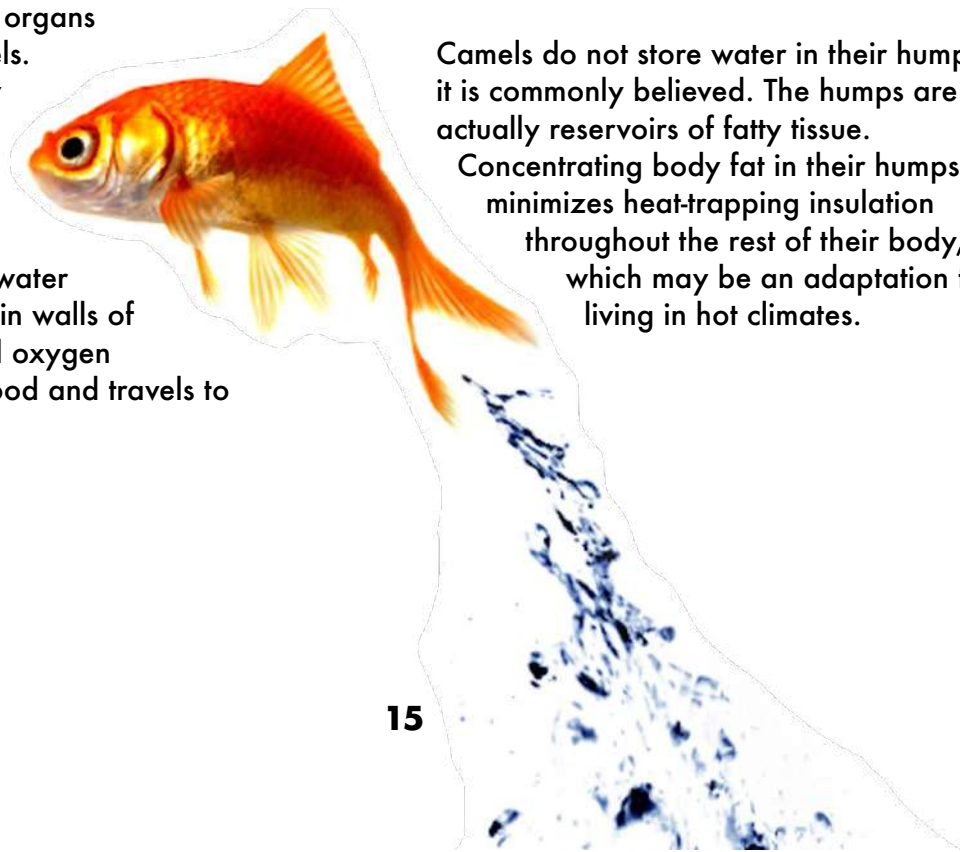 organs
els.
water
in walls of
oxygen
ood and travels to
Camels do not store water in their hump
it is commonly believed. The humps are
actually reservoirs of fatty tissue.
Concentrating body fat in their humps
minimizes heat-trapping insulation
throughout the rest of their body,
which may be an adaptation
living in hot climates.
15